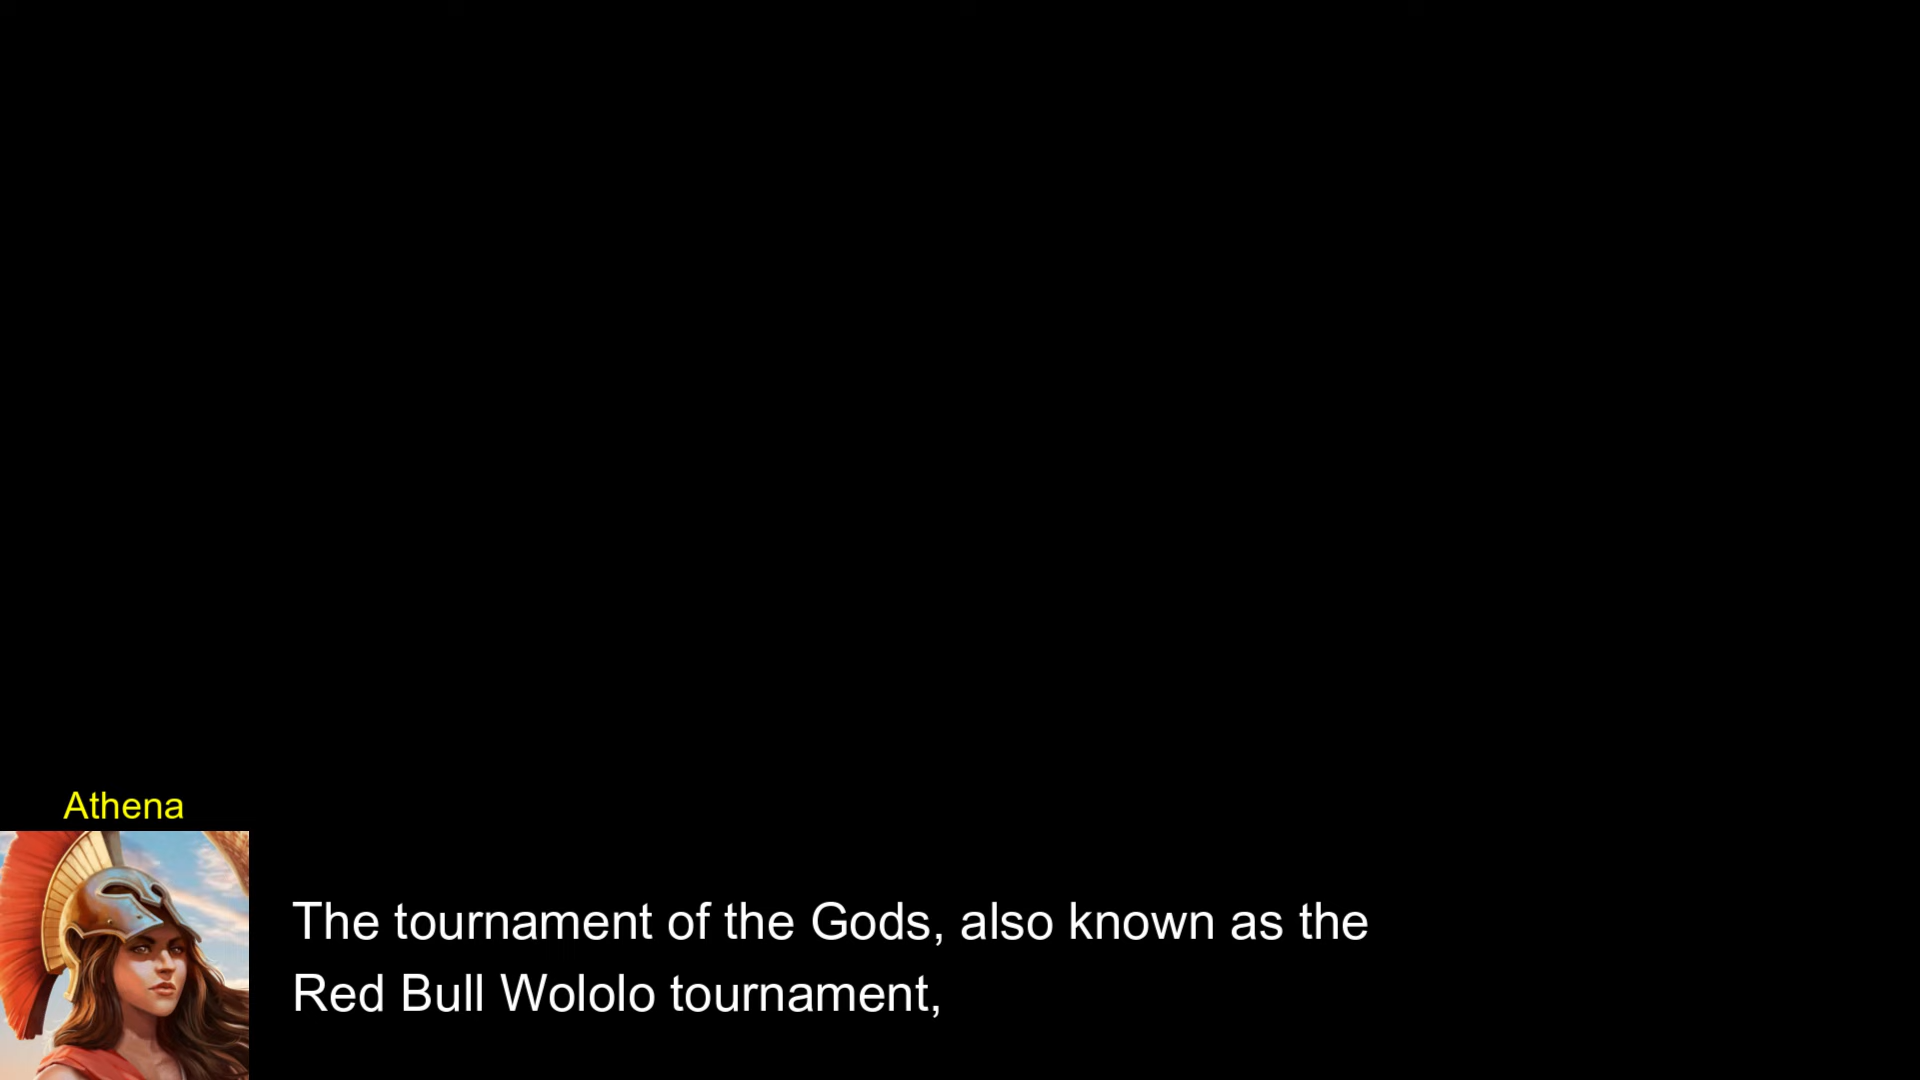 Athena
The tournament of the Gods, also known as the
Red Bull Wololo tournament,